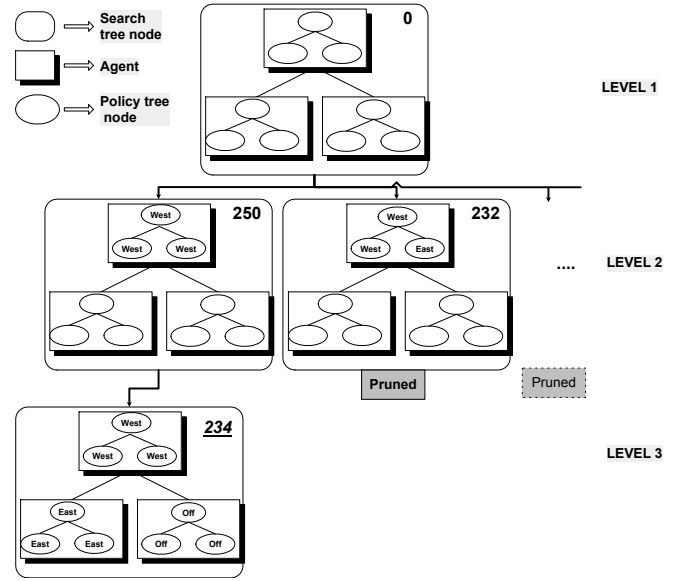 Search
tree node
Agent
Policy tree
node
0
LEVEL 1
250
West
West West
232
West
West East
....
LEVEL 2
Pruned
Pruned
234
West
West West
East
East East
Off
Off Off
LEVEL 3